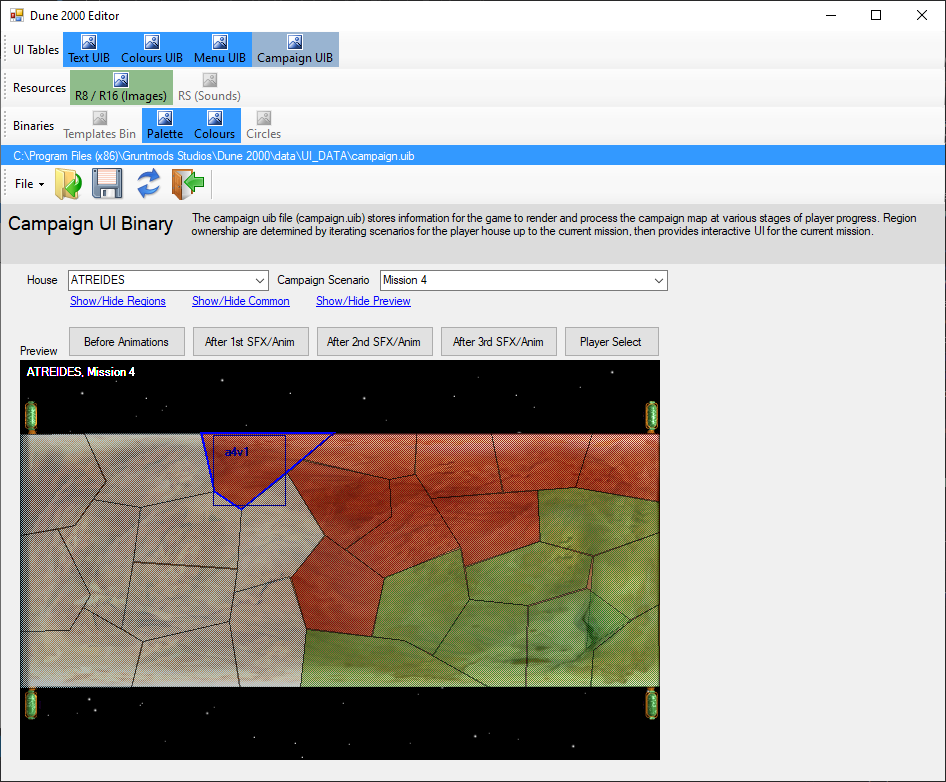 Dune 2000 Editor
UI Tables
Text UIB Colours UIB Menu UIB Campaign UIB
Resources
R8 / R16 (Images) RS (Sounds)
Binaries
Templates Bin Palette Colours Circles
C:\Program Files (x86)\Gruntmods Studios\Dune 2000\data\UI_DATA\campaign.uib
File
Campaign UI Binary
The campaign uib file (campaign.uib) stores information for the game to render and process the campaign map at various stages of player progress. Region
ownership are determined by iterating scenarios for the player house up to the current mission, then provides interactive UI for the current mission.
House ATREIDES Campaign Scenario Mission 4
Show/Hide Regions Show/Hide Common Show/Hide Preview
Preview
Before Animations After 1st SFX/Anim After 2nd SFX/Anim After 3rd SFX/Anim Player Select
ATREIDES, Mission 4
a4v1